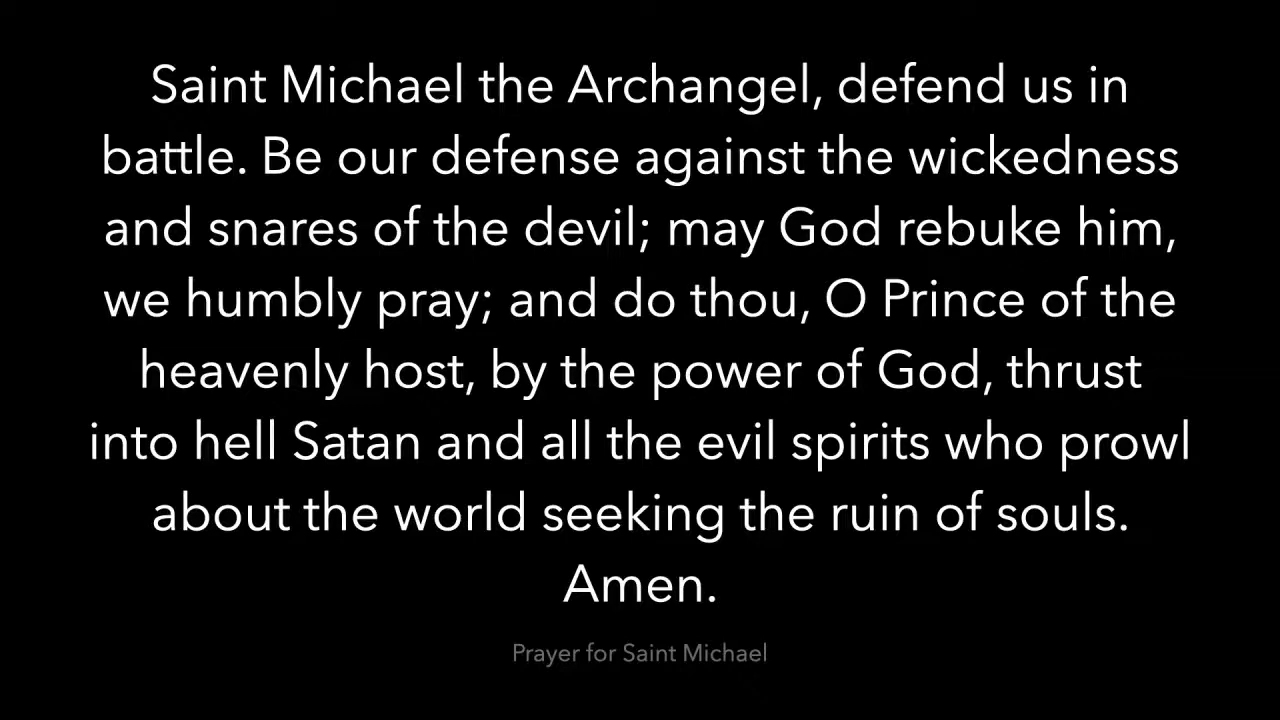 Saint Michael the Archangel, defend us in
battle. Be our defense against the wickedness
and snares of the devil; may God rebuke him,
we humbly pray; and do thou, O Prince of the
heavenly host, by the power of God, thrust
into hell Satan and all the evil spirits who prowl
about the world seeking the ruin of souls.
Amen.
Prayer for Saint Michael